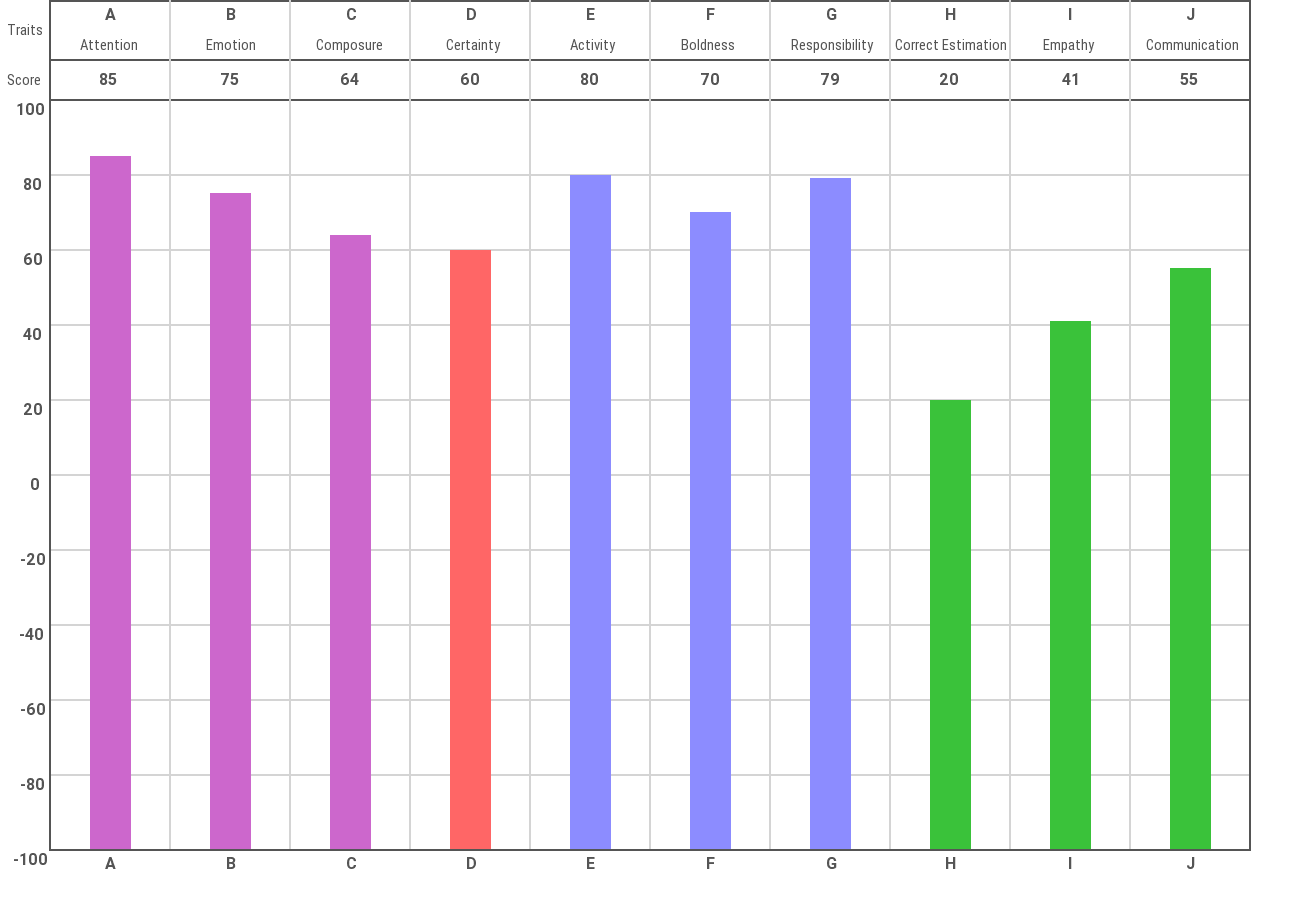 A B C D E F G H I J
Traits
Attention Emotion Composure Certainty Activity Boldness Responsibility Correct Estimation Empathy Communication
Score 85 75 64 60 80 70 79 20 41 55
100
80
60
40
20
0
-20
-40
-60
-80
-100
A B C D E F G H I J